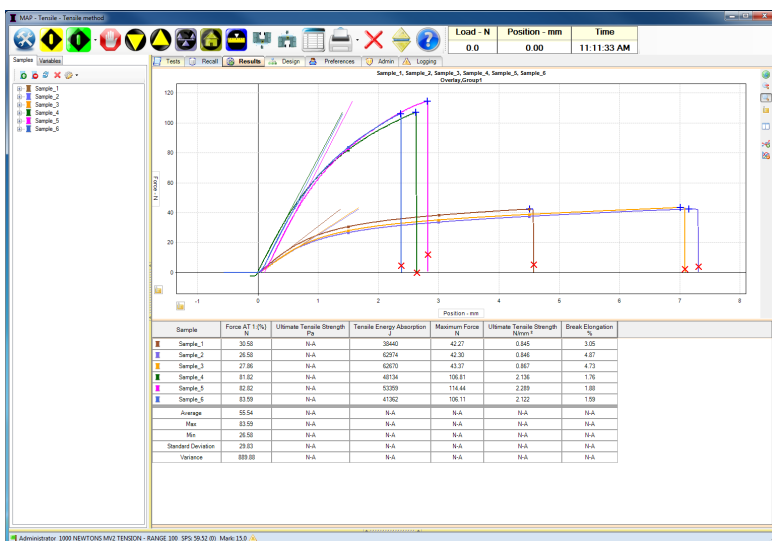 MAP - Tensile - Tensile method
Load - N Position - mm Time
0.0 0.00 11:11:33 AM
Samples Variables
Tests Recall Results Design Preferences Admin Logging
Sample_1
Sample_2
Sample_3
Sample_4
Sample_5
Sample_6
Sample_1, Sample_2, Sample_3, Sample_4, Sample_5, Sample_6
Overlay,Group1
120
100
80
60
40
20
0
Force - N
-1 0 1 2 3 4 5 6 7 8
Position - mm
Sample Force AT 1:(%) Ultimate Tensile Strength Tensile Energy Absorption Maximum Force Ultimate Tensile Strength Break Elongation
N Pa J N N/mm² %
Sample_1 30.58 N-A 38440 42.27 0.845 3.05
Sample_2 26.58 N-A 62974 42.30 0.846 4.87
Sample_3 27.86 N-A 62670 43.37 0.867 4.73
Sample_4 81.82 N-A 48134 106.81 2.136 1.76
Sample_5 82.82 N-A 53359 114.44 2.289 1.88
Sample_6 83.59 N-A 41362 106.11 2.122 1.59
Average 55.54 N-A N-A N-A N-A N-A
Max 83.59 N-A N-A N-A N-A N-A
Min 26.58 N-A N-A N-A N-A N-A
Standard Deviation 29.83 N-A N-A N-A N-A N-A
Variance 889.88 N-A N-A N-A N-A N-A
Administrator 1000 NEWTONS MV2 TENSION - RANGE 100 SPS: 59.52 (0) Mark: 15.0